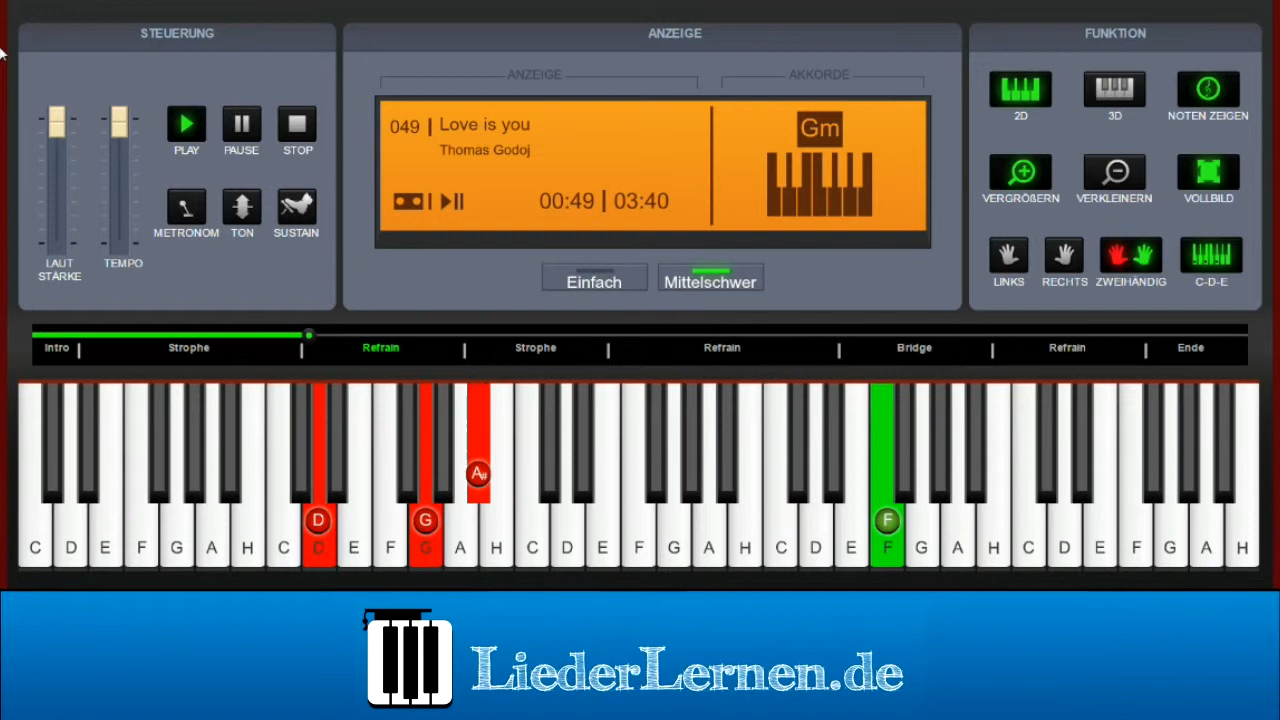 STEUERUNG
PLAY PAUSE STOP
METRONOM TON SUSTAIN
LAUT
STÄRKE
TEMPO
ANZEIGE
ANZEIGE AKKORDE
049 | Love is you
Thomas Godoj
00:49 | 03:40
Gm
Einfach Mittelschwer
FUNKTION
2D 3D NOTEN ZEIGEN
VERGRÖßERN VERKLEINERN VOLLBILD
LINKS RECHTS ZWEIHÄNDIG C-D-E
Intro | Strophe | Refrain | Strophe | Refrain | Bridge | Refrain | Ende
A#
D G F
C D E F G A H C D E F G A H C D E F G A H C D E F G A H C D E F G A H
LiederLernen.de